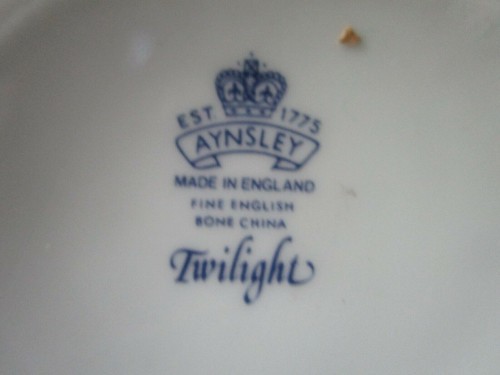 EST 1775
AYNSLEY
MADE IN ENGLAND
FINE ENGLISH
BONE CHINA
Twilight